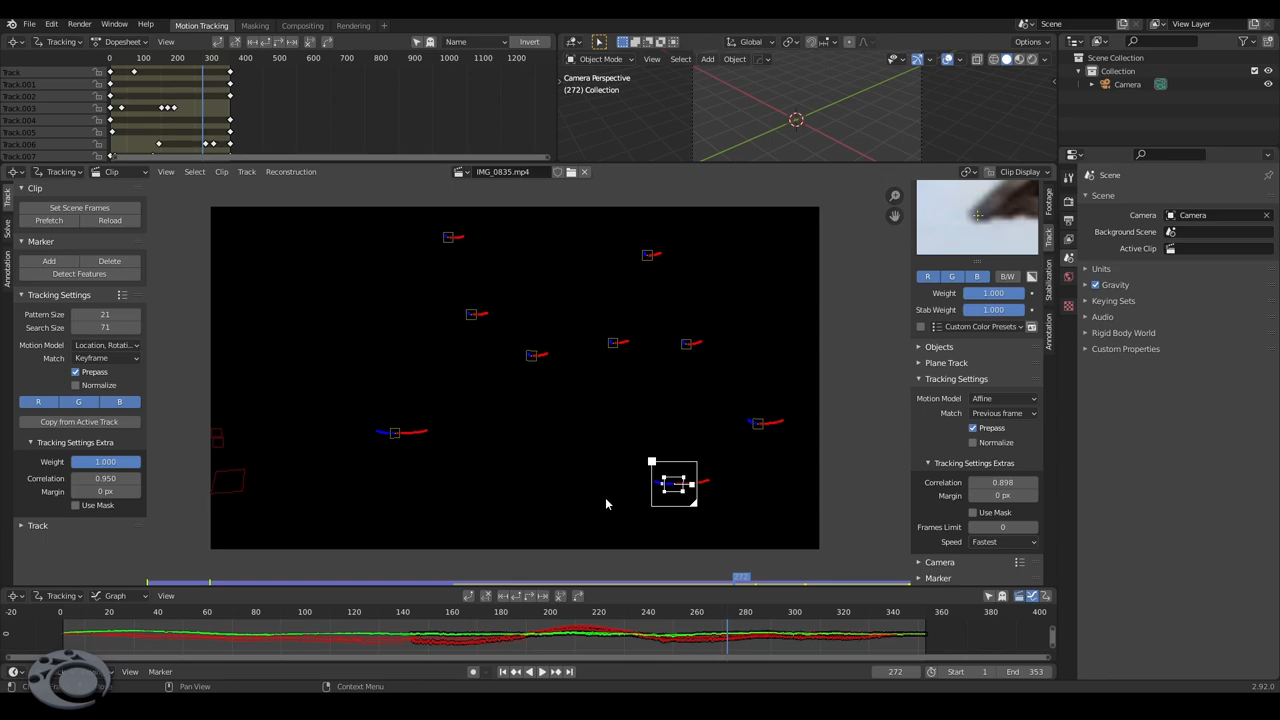 File Edit Render Window Help Motion Tracking Masking Compositing Rendering Scene View Layer
Tracking Dopesheet View Name Invert
Global Options
0 100 200 300 400 500 600 700 800 900 1000 1100 1200
Object Mode View Select Add Object
Scene Collection
Collection
Camera
Track
Track.001
Track.002
Track.003
Track.004
Track.005
Track.006
Track.007
Camera Perspective
(272) Collection
Tracking Clip View Select Clip Track Reconstruction IMG_0835.mp4 Clip Display
Track
Solve
Annotation
Clip
Set Scene Frames
Prefetch Reload
Marker
Add Delete
Detect Features
Tracking Settings
Pattern Size 21
Search Size 71
Motion Model Location, Rotati...
Match Keyframe
Prepass
Normalize
R G B
Copy from Active Track
Tracking Settings Extra
Weight 1.000
Correlation 0.950
Margin 0 px
Use Mask
Track
R G B B/W
Weight 1.000
Stab Weight 1.000
Custom Color Presets
Objects
Plane Track
Tracking Settings
Motion Model Affine
Match Previous frame
Prepass
Normalize
Tracking Settings Extras
Correlation 0.898
Margin 0 px
Use Mask
Frames Limit 0
Speed Fastest
Camera
Marker
Footage
Track
Stabilization
Annotation
Scene
Scene
Camera Camera
Background Scene
Active Clip
Units
Gravity
Keying Sets
Audio
Rigid Body World
Custom Properties
272
Tracking Graph View
-20 0 20 40 60 80 100 120 140 160 180 200 220 240 260 280 300 320 340 360 380 400
0
View Marker 272 Start 1 End 353
Pan View Context Menu 2.92.0